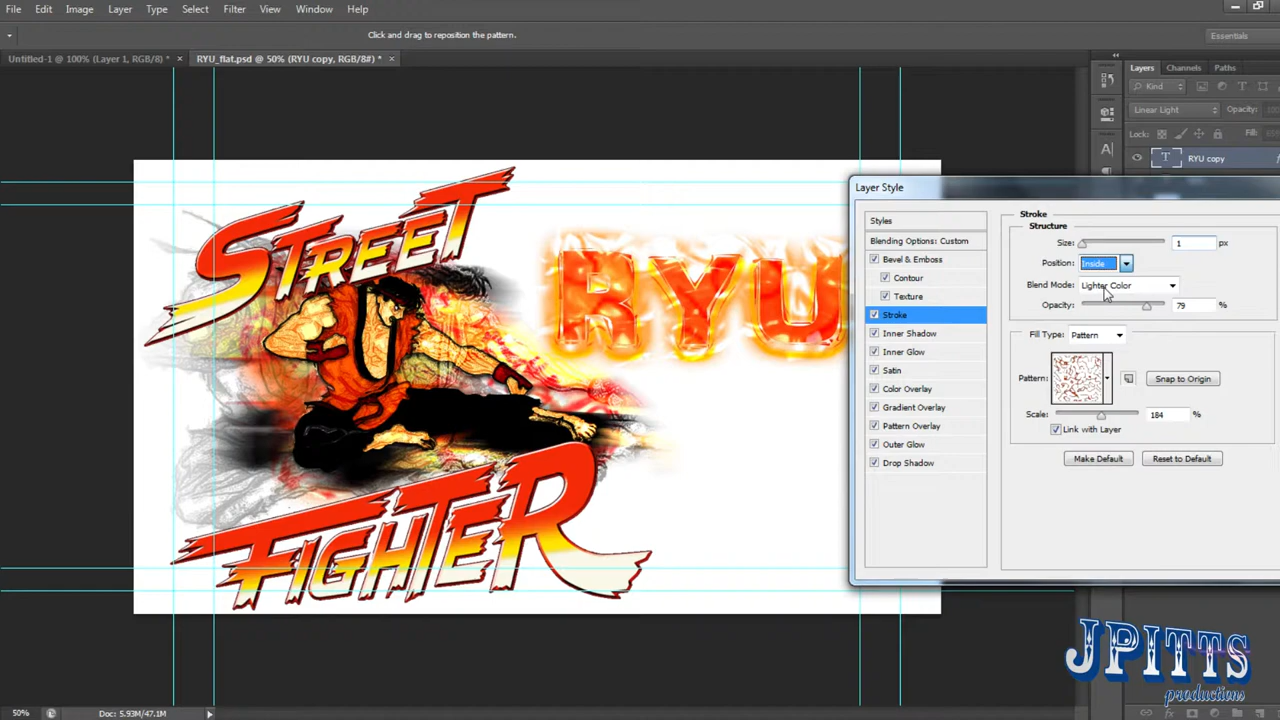 File Edit Image Layer Type Select Filter View Window Help
Click and drag to reposition the pattern.
Essentials
Untitled-1 @ 100% (Layer 1, RGB/8) * ×
RYU_flat.psd @ 50% (RYU copy, RGB/8#) * ×
Layers Channels Paths
Kind
Linear Light Opacity:
Lock: Fill:
RYU copy
STREET
FIGHTER
RYU
Layer Style
Styles
Blending Options: Custom
Bevel & Emboss
Contour
Texture
Stroke
Inner Shadow
Inner Glow
Satin
Color Overlay
Gradient Overlay
Pattern Overlay
Outer Glow
Drop Shadow
Stroke
Structure
Size: 1 px
Position: Inside
Blend Mode: Lighter Color
Opacity: 79 %
Fill Type: Pattern
Pattern: Snap to Origin
Scale: 184 %
Link with Layer
Make Default Reset to Default
JPITTS
productions
50% Doc: 5.93M/47.1M